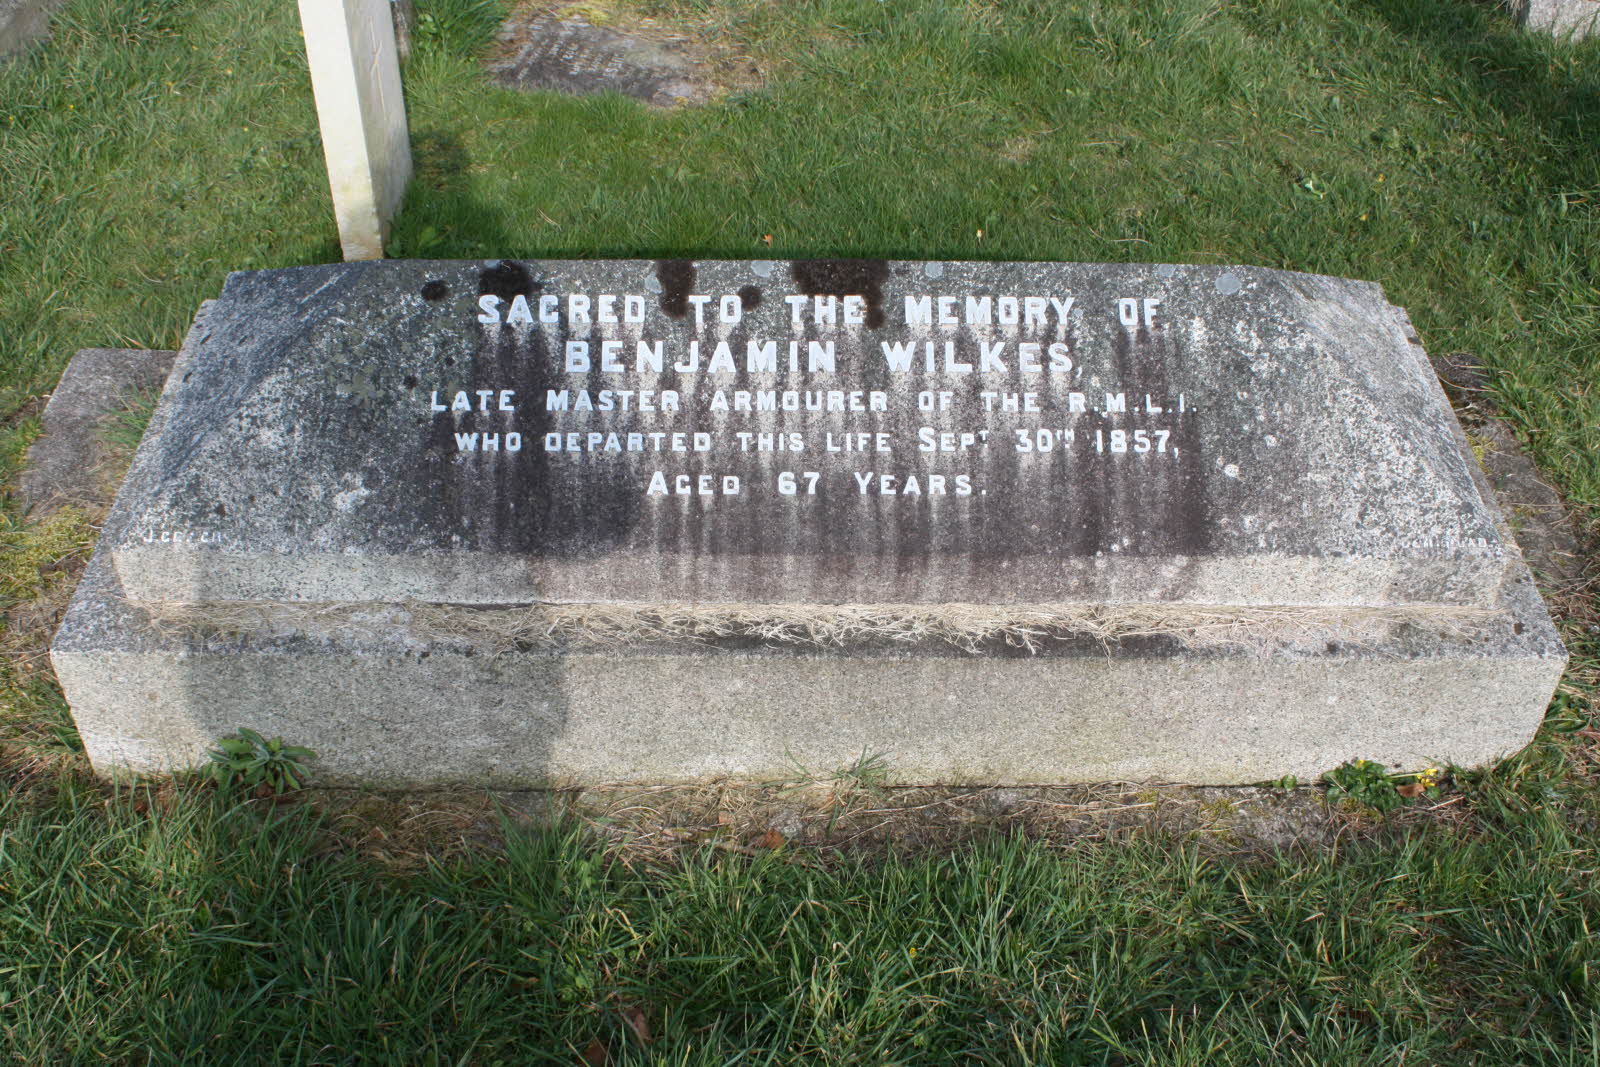 SACRED TO THE MEMORY OF
BENJAMIN WILKES,
LATE MASTER ARMOURER OF THE R.M.L.I.
WHO DEPARTED THIS LIFE SEPT 30TH 1857,
AGED 67 YEARS.